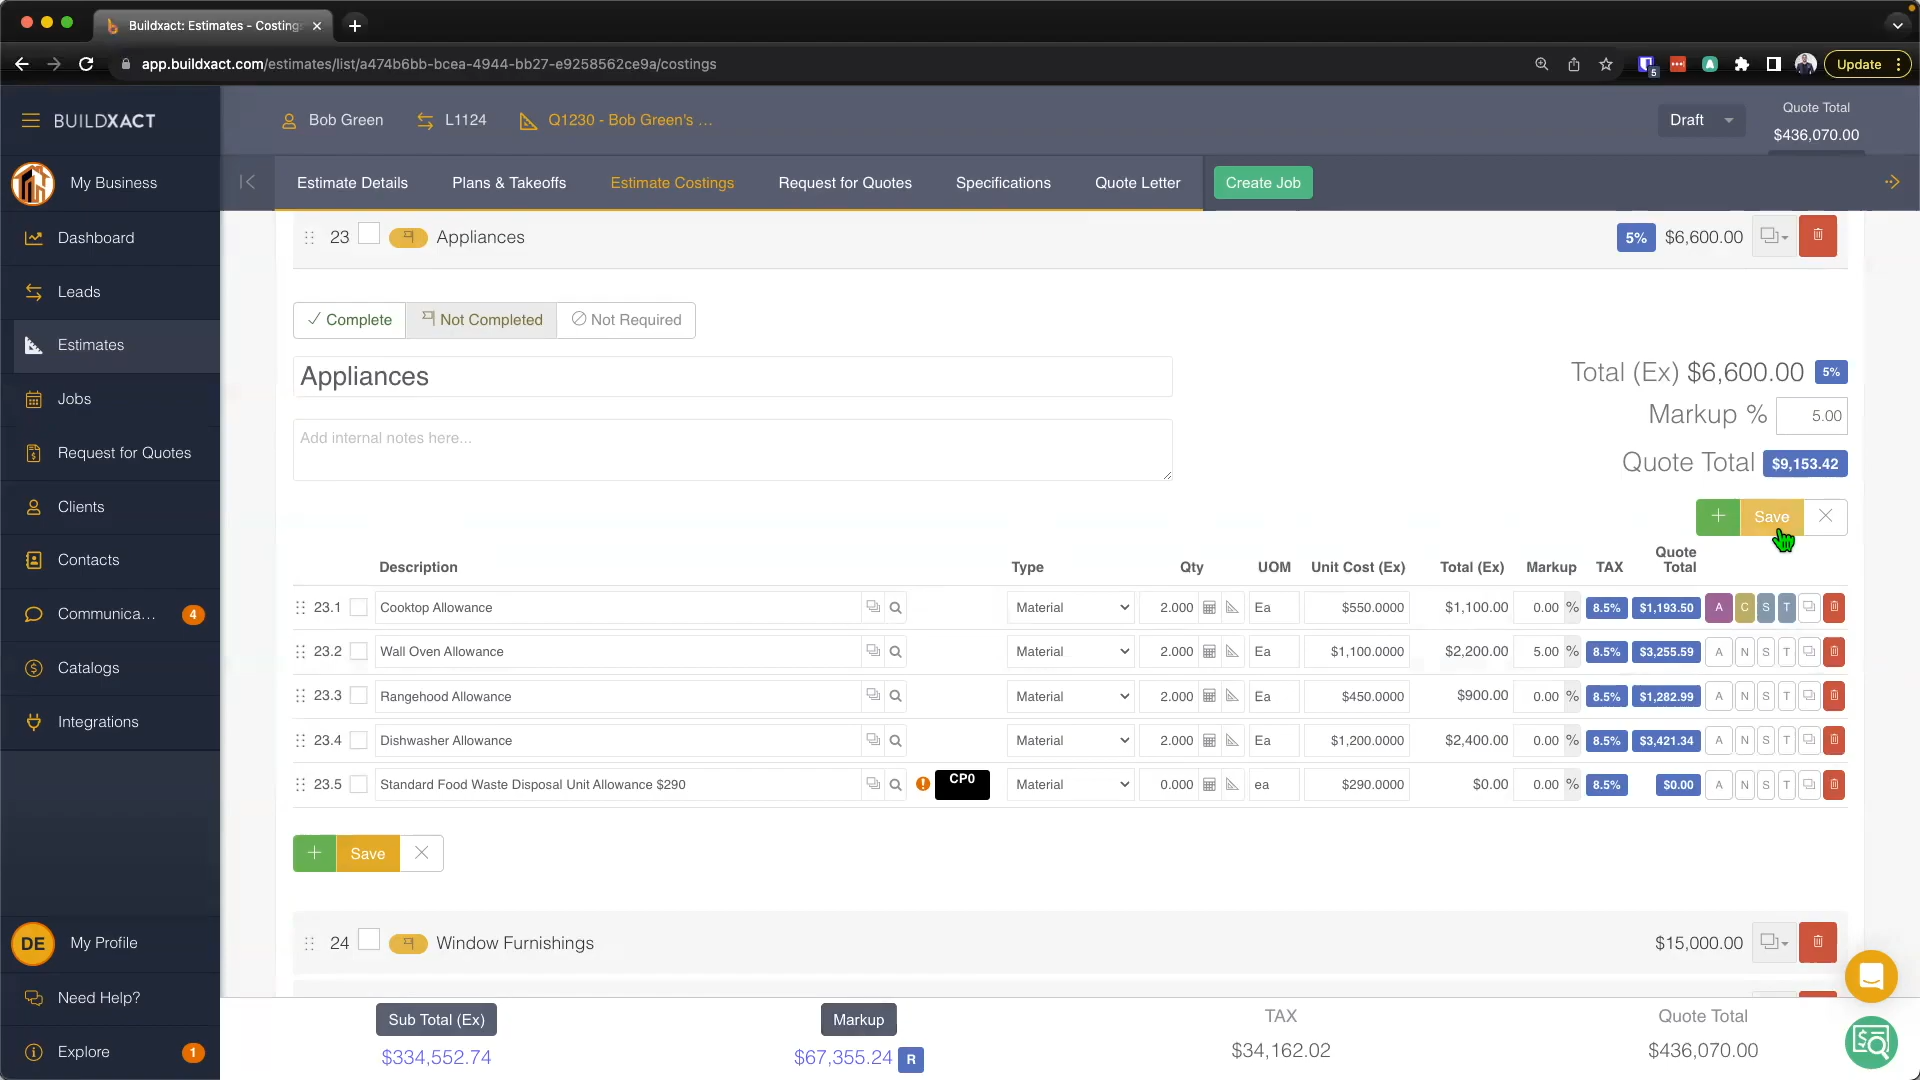 Buildxact: Estimates - Costing
app.buildxact.com/estimates/list/a474b6bb-bcea-4944-bb27-e9258562ce9a/costings
5
Update
BUILDXACT
Bob Green
L1124
Q1230 - Bob Green's ...
Draft
Quote Total
$436,070.00
My Business
Dashboard
Leads
Estimates
Jobs
Request for Quotes
Clients
Contacts
Communica...
4
Catalogs
Integrations
DE
My Profile
Need Help?
Explore
1
Estimate Details
Plans & Takeoffs
Estimate Costings
Request for Quotes
Specifications
Quote Letter
Create Job
23
Appliances
5%
$6,600.00
Complete
Not Completed
Not Required
Appliances
Add internal notes here...
Total (Ex) $6,600.00 5%
Markup % 5.00
Quote Total $9,153.42
+ Save
Description Type Qty UOM Unit Cost (Ex) Total (Ex) Markup TAX Quote Total
23.1 Cooktop Allowance Material 2.000 Ea $550.0000 $1,100.00 0.00 % 8.5% $1,193.50 A C S T
23.2 Wall Oven Allowance Material 2.000 Ea $1,100.0000 $2,200.00 5.00 % 8.5% $3,255.59 A N S T
23.3 Rangehood Allowance Material 2.000 Ea $450.0000 $900.00 0.00 % 8.5% $1,282.99 A N S T
23.4 Dishwasher Allowance Material 2.000 Ea $1,200.0000 $2,400.00 0.00 % 8.5% $3,421.34 A N S T
23.5 Standard Food Waste Disposal Unit Allowance $290 CP0 Material 0.000 ea $290.0000 $0.00 0.00 % 8.5% $0.00 A N S T
+ Save
24
Window Furnishings
$15,000.00
Sub Total (Ex)
$334,552.74
Markup
$67,355.24 R
TAX
$34,162.02
Quote Total
$436,070.00